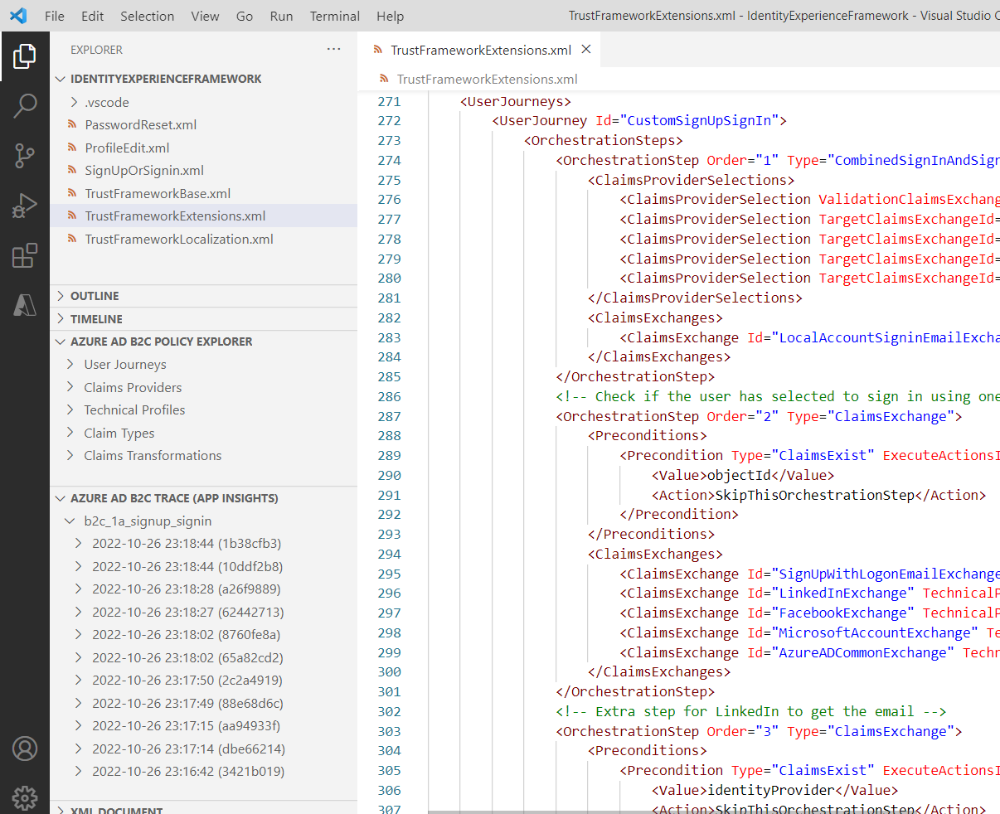 File Edit Selection View Go Run Terminal Help TrustFrameworkExtensions.xml - IdentityExperienceFramework - Visual Studio
EXPLORER ...
IDENTITYEXPERIENCEFRAMEWORK
.vscode
PasswordReset.xml
ProfileEdit.xml
SignUpOrSignin.xml
TrustFrameworkBase.xml
TrustFrameworkExtensions.xml
TrustFrameworkLocalization.xml
OUTLINE
TIMELINE
AZURE AD B2C POLICY EXPLORER
User Journeys
Claims Providers
Technical Profiles
Claim Types
Claims Transformations
AZURE AD B2C TRACE (APP INSIGHTS)
b2c_1a_signup_signin
2022-10-26 23:18:44 (1b38cfb3)
2022-10-26 23:18:44 (10ddf2b8)
2022-10-26 23:18:28 (a26f9889)
2022-10-26 23:18:27 (62442713)
2022-10-26 23:18:02 (8760fe8a)
2022-10-26 23:18:02 (65a82cd2)
2022-10-26 23:17:50 (2c2a4919)
2022-10-26 23:17:49 (88e68d6c)
2022-10-26 23:17:15 (aa94933f)
2022-10-26 23:17:14 (dbe66214)
2022-10-26 23:16:42 (3421b019)
XML DOCUMENT
TrustFrameworkExtensions.xml
TrustFrameworkExtensions.xml
271 <UserJourneys>
272 <UserJourney Id="CustomSignUpSignIn">
273 <OrchestrationSteps>
274 <OrchestrationStep Order="1" Type="CombinedSignInAndSign
275 <ClaimsProviderSelections>
276 <ClaimsProviderSelection ValidationClaimsExchang
277 <ClaimsProviderSelection TargetClaimsExchangeId=
278 <ClaimsProviderSelection TargetClaimsExchangeId=
279 <ClaimsProviderSelection TargetClaimsExchangeId=
280 <ClaimsProviderSelection TargetClaimsExchangeId=
281 </ClaimsProviderSelections>
282 <ClaimsExchanges>
283 <ClaimsExchange Id="LocalAccountSigninEmailExcha
284 </ClaimsExchanges>
285 </OrchestrationStep>
286 <!-- Check if the user has selected to sign in using one
287 <OrchestrationStep Order="2" Type="ClaimsExchange">
288 <Preconditions>
289 <Precondition Type="ClaimsExist" ExecuteActionsI
290 <Value>objectId</Value>
291 <Action>SkipThisOrchestrationStep</Action>
292 </Precondition>
293 </Preconditions>
294 <ClaimsExchanges>
295 <ClaimsExchange Id="SignUpWithLogonEmailExchange
296 <ClaimsExchange Id="LinkedInExchange" TechnicalP
297 <ClaimsExchange Id="FacebookExchange" TechnicalP
298 <ClaimsExchange Id="MicrosoftAccountExchange" Te
299 <ClaimsExchange Id="AzureADCommonExchange" Techn
300 </ClaimsExchanges>
301 </OrchestrationStep>
302 <!-- Extra step for LinkedIn to get the email -->
303 <OrchestrationStep Order="3" Type="ClaimsExchange">
304 <Preconditions>
305 <Precondition Type="ClaimsExist" ExecuteActionsI
306 <Value>identityProvider</Value>
307 <Action>SkipThisOrchestrationStep</Action>